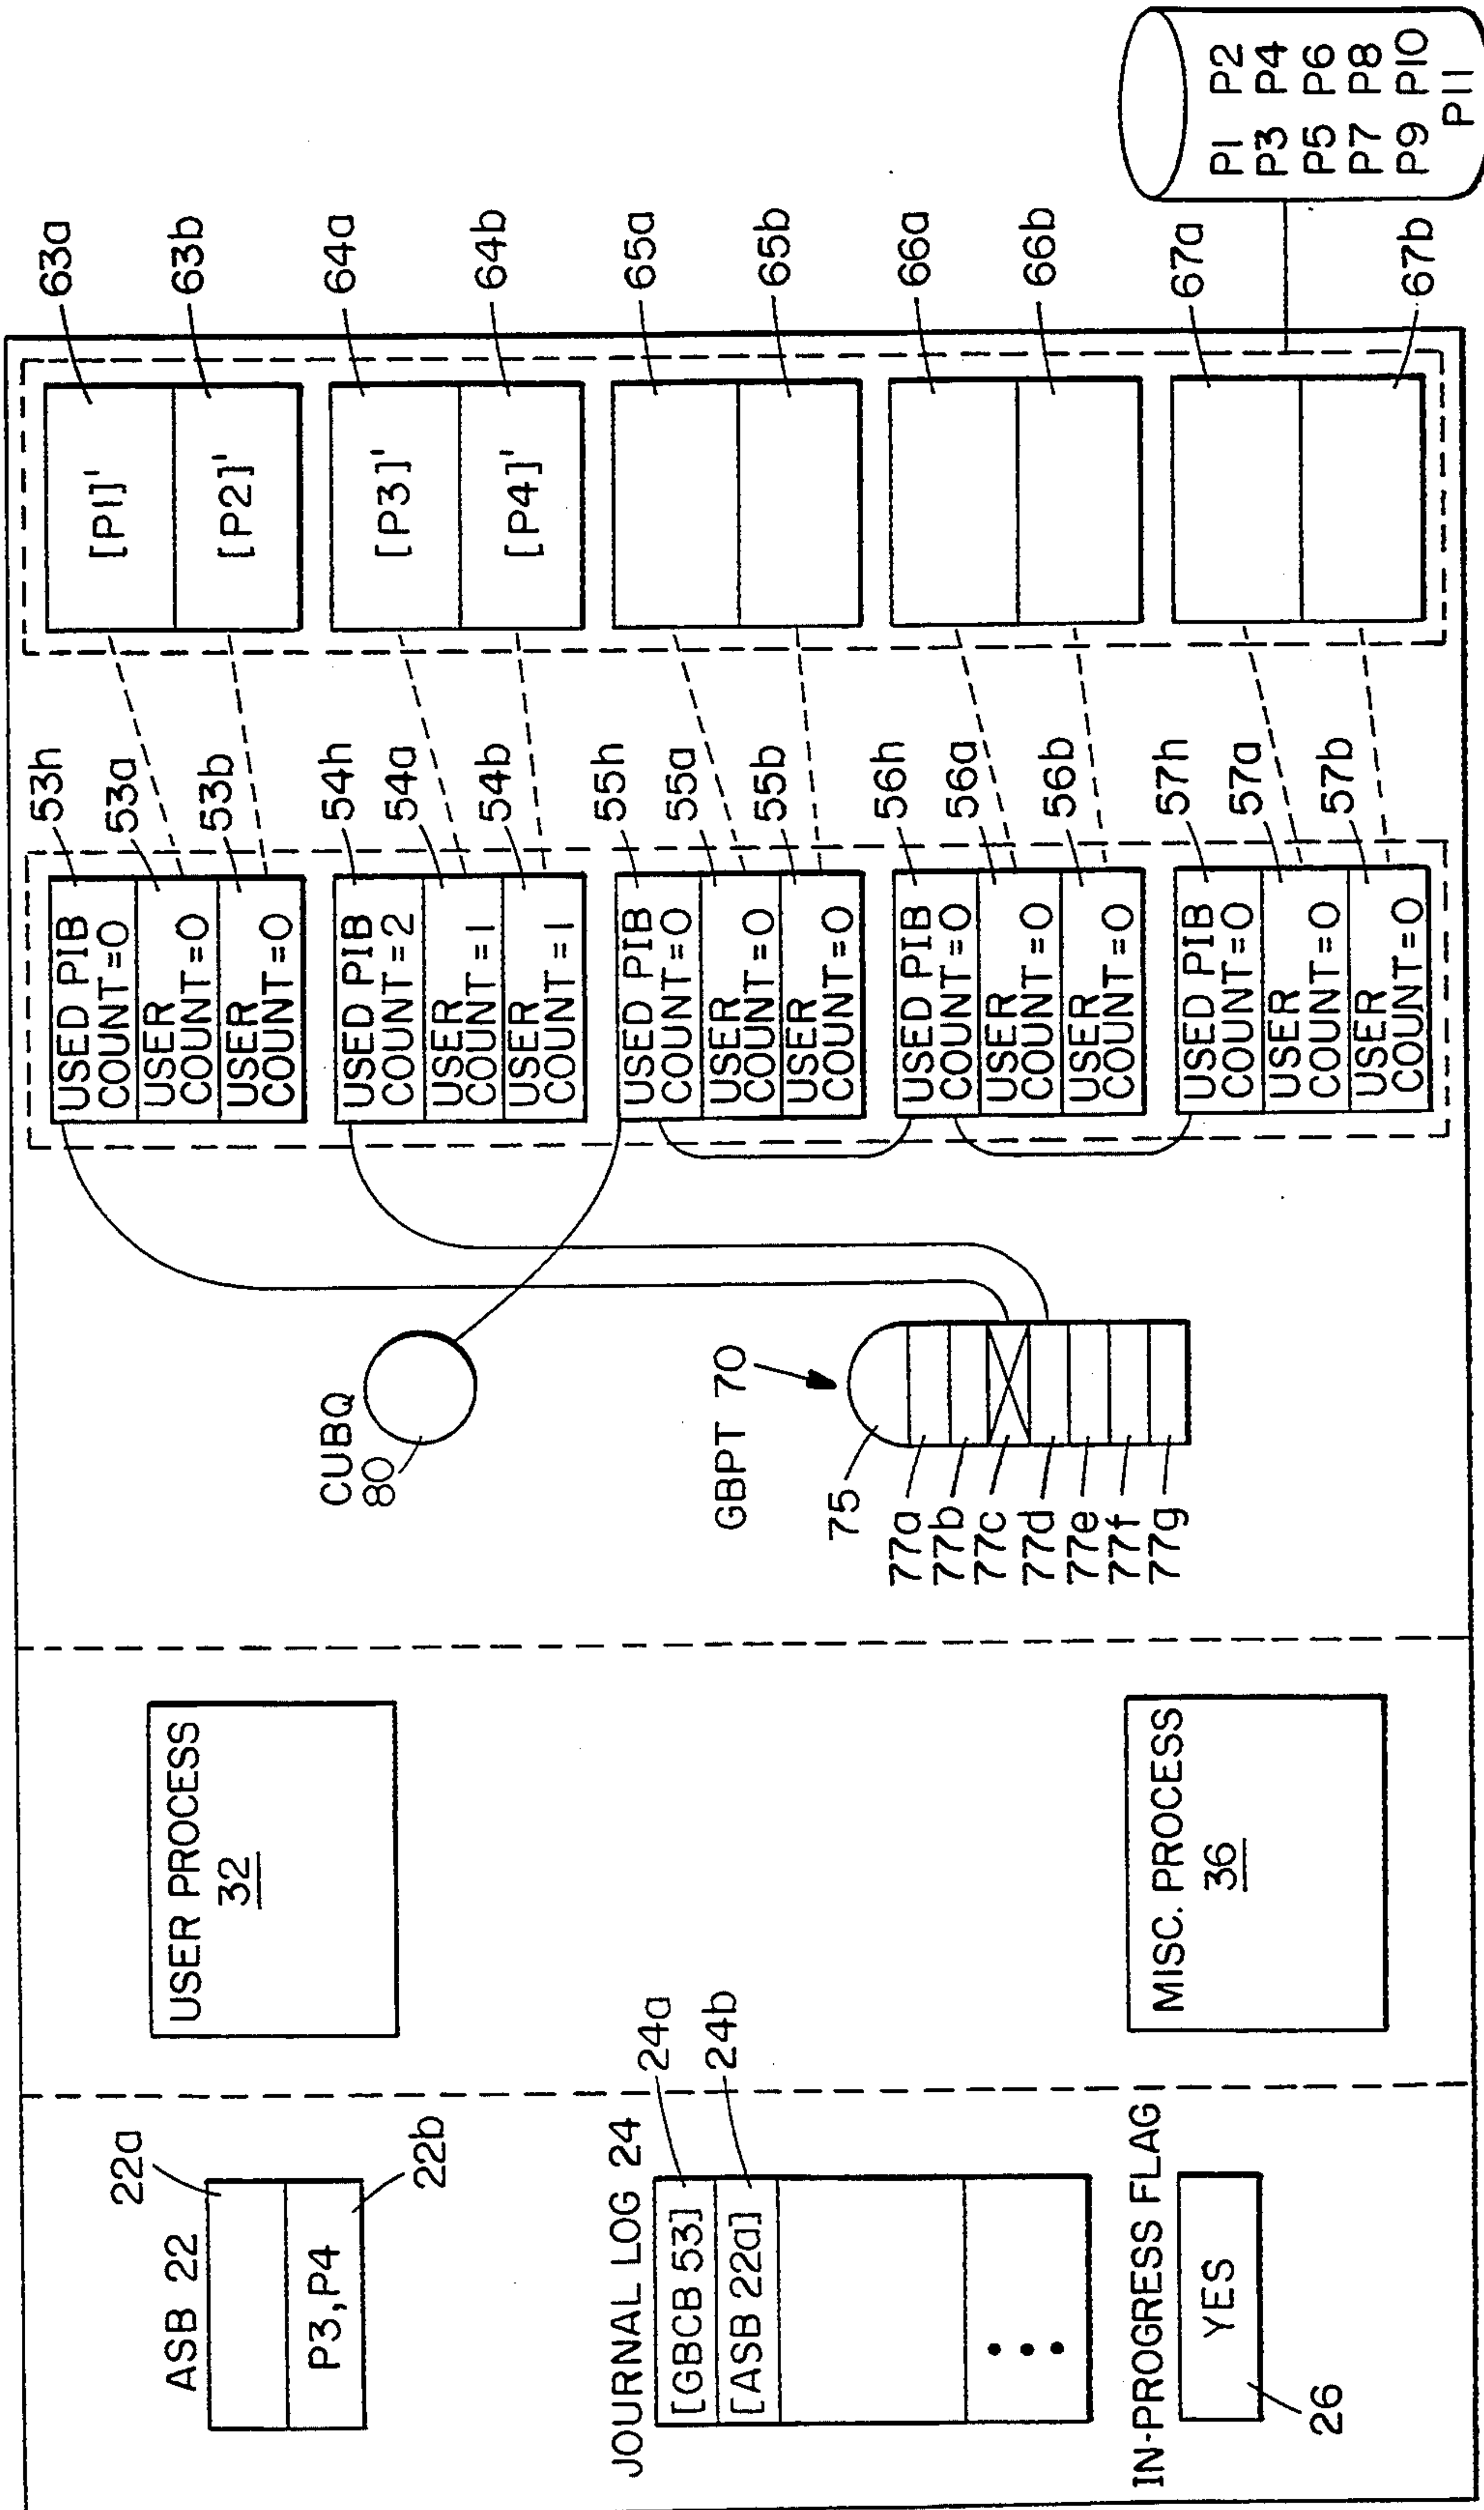 ASB 22
22a
P3,P4
22b
JOURNAL LOG 24
24a
[GBCB 53]
[ASB 22a]
24b
IN-PROGRESS FLAG
YES
26
USER PROCESS
32
MISC. PROCESS
36
CUBQ
80
GBPT 70
75
77a
77b
77c
77d
77e
77f
77g
53h
USED PIB
COUNT=0
53a
USER
COUNT=0
53b
USER
COUNT=0
54h
USED PIB
COUNT=2
54a
USER
COUNT=1
54b
USER
COUNT=1
55h
USED PIB
COUNT=0
55a
USER
COUNT=0
55b
USER
COUNT=0
56h
USED PIB
COUNT=0
56a
USER
COUNT=0
56b
USER
COUNT=0
57h
USED PIB
COUNT=0
57a
USER
COUNT=0
57b
USER
COUNT=0
63a
[P1]'
63b
[P2]'
64a
[P3]'
64b
[P4]'
65a
65b
66a
66b
67a
67b
P1 P2
P3 P4
P5 P6
P7 P8
P9 P10
P11